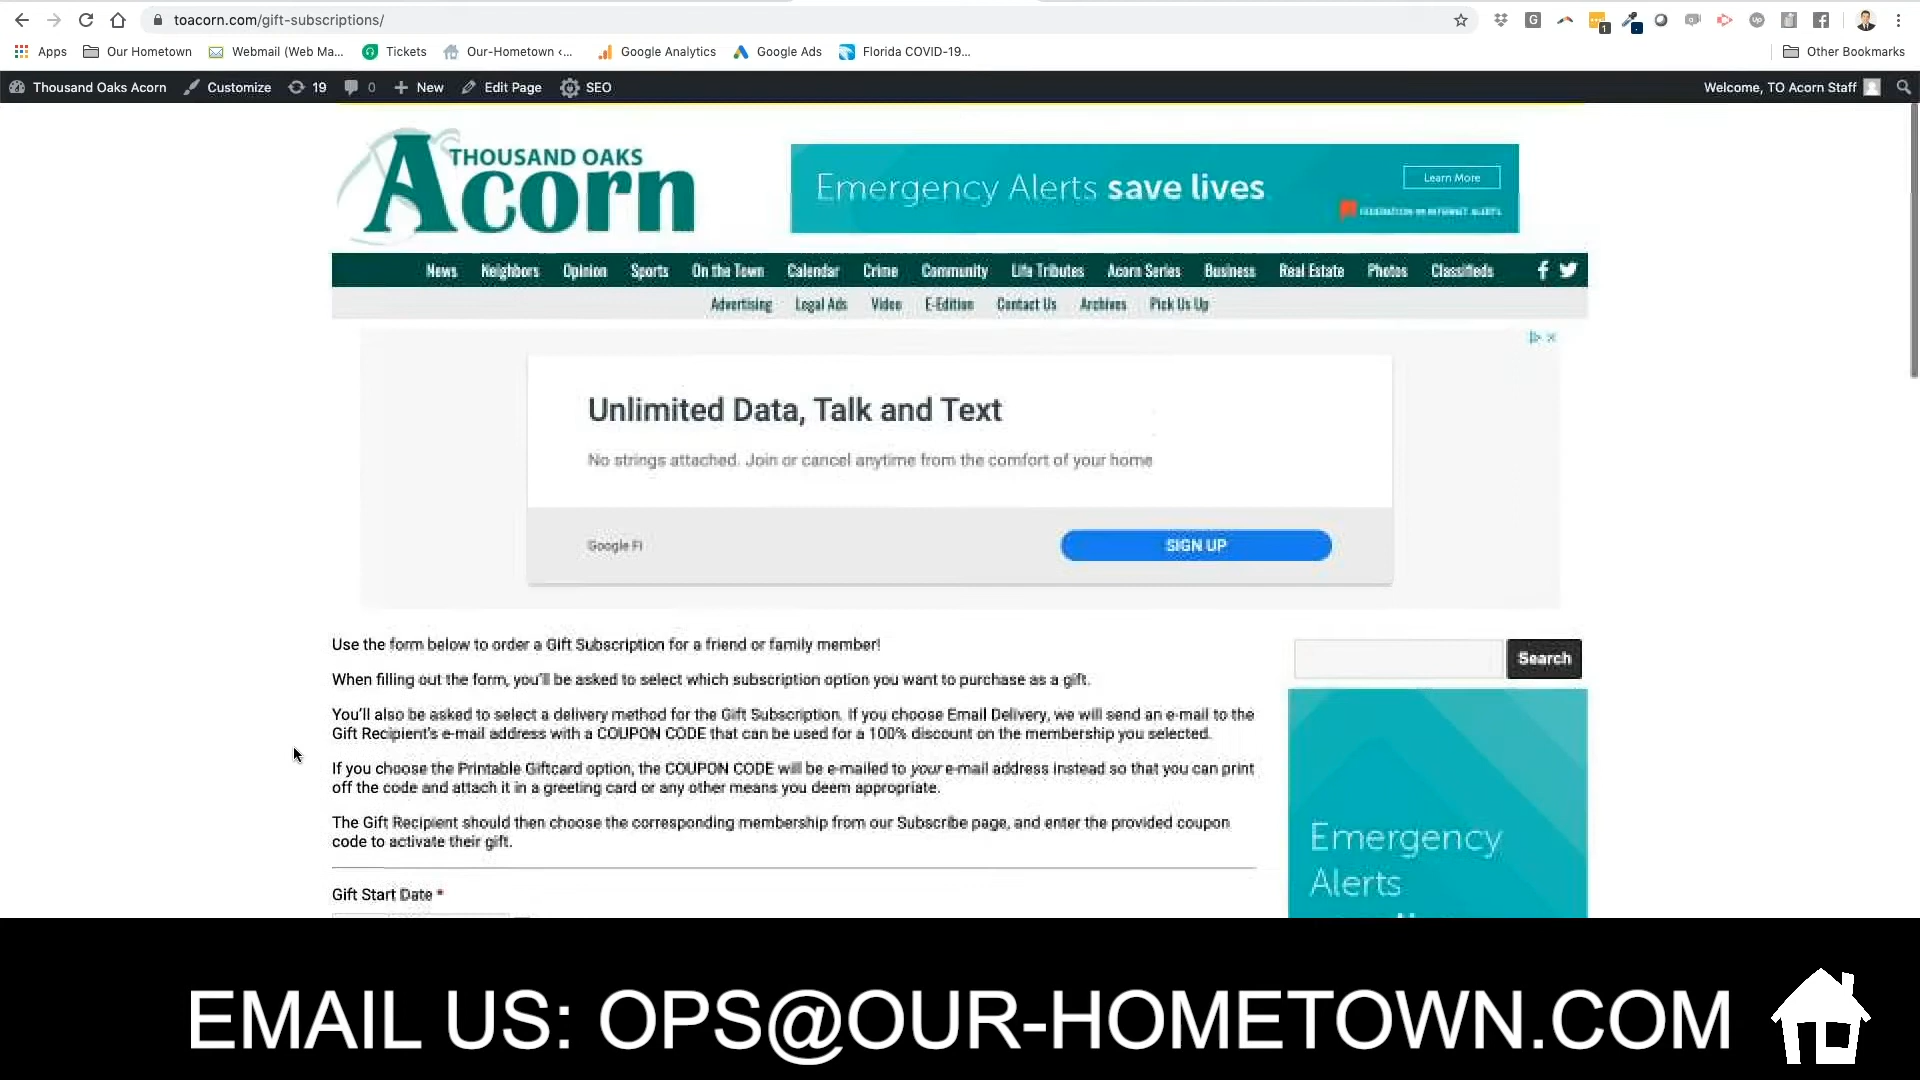 toacorn.com/gift-subscriptions/
Apps Our Hometown Webmail (Web Ma... Tickets Our-Hometown ‹... Google Analytics Google Ads Florida COVID-19... Other Bookmarks
Thousand Oaks Acorn Customize 19 0 New Edit Page SEO Welcome, TO Acorn Staff
THOUSAND OAKS
Acorn
Emergency Alerts save lives
Learn More
FEDERATION FOR INTERNET ALERTS
News Neighbors Opinion Sports On the Town Calendar Crime Community Life Tributes Acorn Series Business Real Estate Photos Classifieds
Advertising Legal Ads Video E-Edition Contact Us Archives Pick Us Up
Unlimited Data, Talk and Text
No strings attached. Join or cancel anytime from the comfort of your home
Google Fi
SIGN UP
Use the form below to order a Gift Subscription for a friend or family member!
When filling out the form, you'll be asked to select which subscription option you want to purchase as a gift.
You'll also be asked to select a delivery method for the Gift Subscription. If you choose Email Delivery, we will send an e-mail to the
Gift Recipient's e-mail address with a COUPON CODE that can be used for a 100% discount on the membership you selected.
If you choose the Printable Giftcard option, the COUPON CODE will be e-mailed to your e-mail address instead so that you can print
off the code and attach it in a greeting card or any other means you deem appropriate.
The Gift Recipient should then choose the corresponding membership from our Subscribe page, and enter the provided coupon
code to activate their gift.
Gift Start Date *
Search
Emergency
Alerts
EMAIL US: OPS@OUR-HOMETOWN.COM